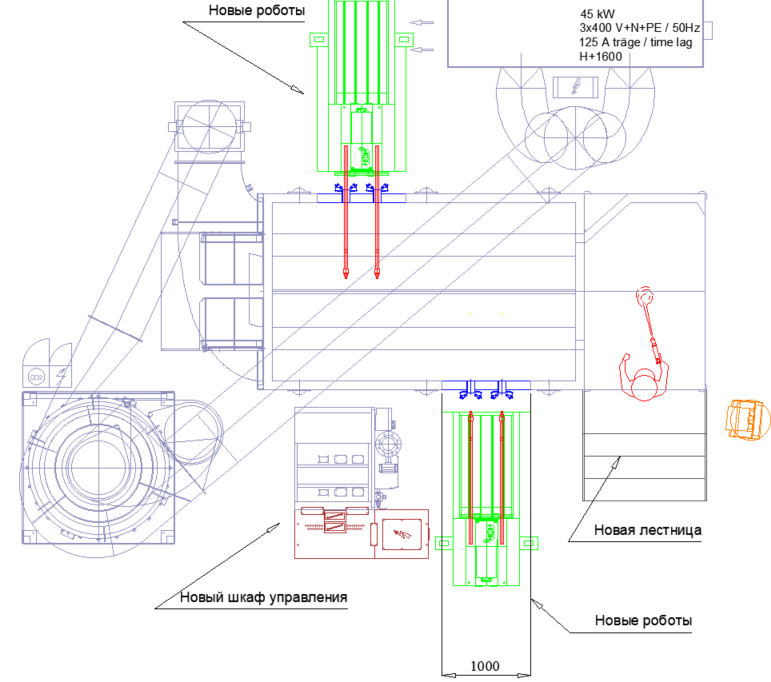 Новые роботы
45 kW
3x400 V+N+PE / 50Hz
125 A träge / time lag
H+1600
CO2
Новая лестница
Новый шкаф управления
Новые роботы
1000